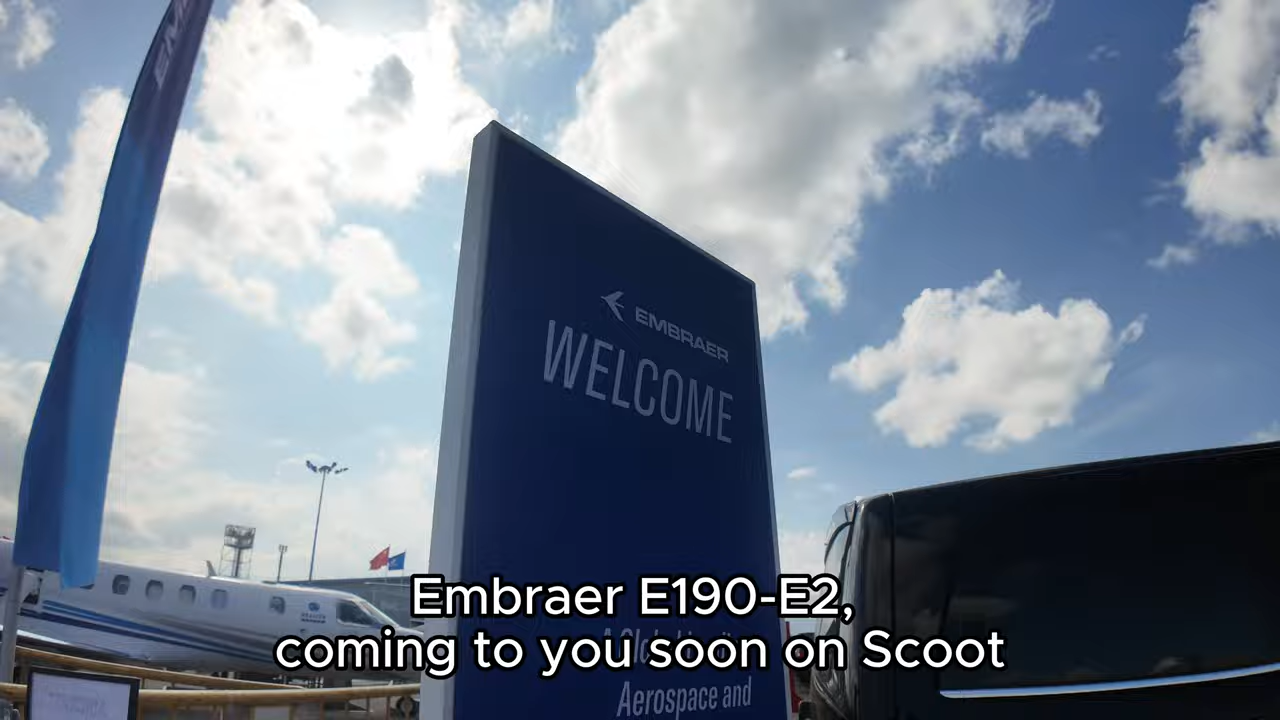 EMBRAER
WELCOME
Aerospace and
Embraer E190-E2,
coming to you soon on Scoot